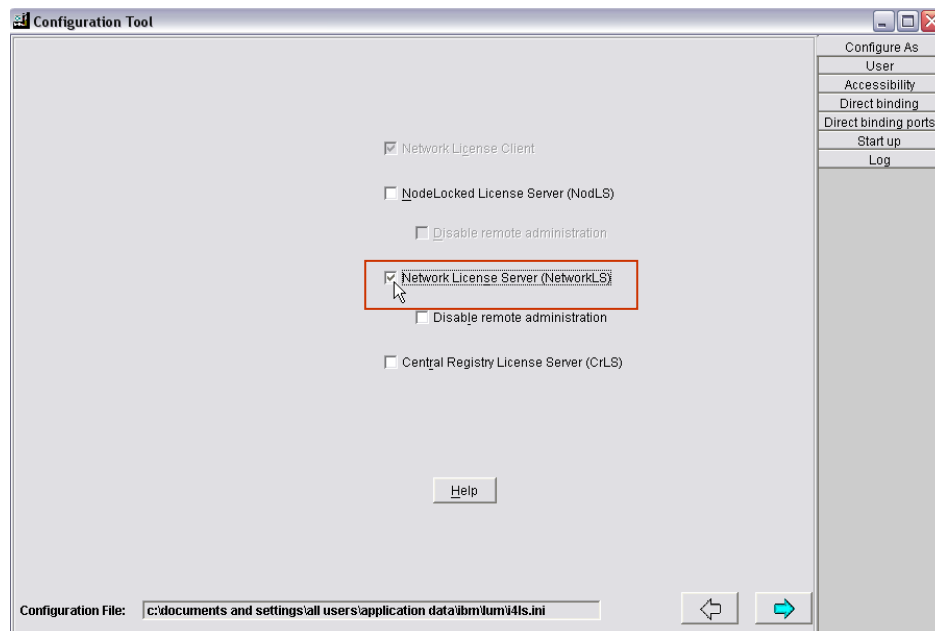 Configuration Tool
Configure As
User
Accessibility
Direct binding
Direct binding ports
Start up
Log
Network License Client
NodeLocked License Server (NodLS)
Disable remote administration
Network License Server (NetworkLS)
Disable remote administration
Central Registry License Server (CrLS)
Help
Configuration File: c:\documents and settings\all users\application data\ibm\lum\i4ls.ini